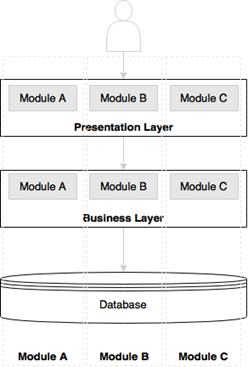 Module A Module B Module C
Presentation Layer
Module A Module B Module C
Business Layer
Database
Module A Module B Module C